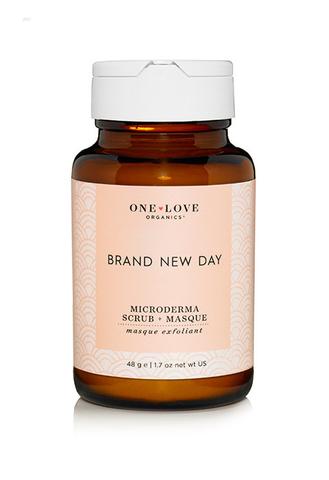 ONE♥LOVE
ORGANICS®
BRAND NEW DAY
MICRODERMA
SCRUB + MASQUE
masque exfoliant
48 g e | 1.7 oz net wt US